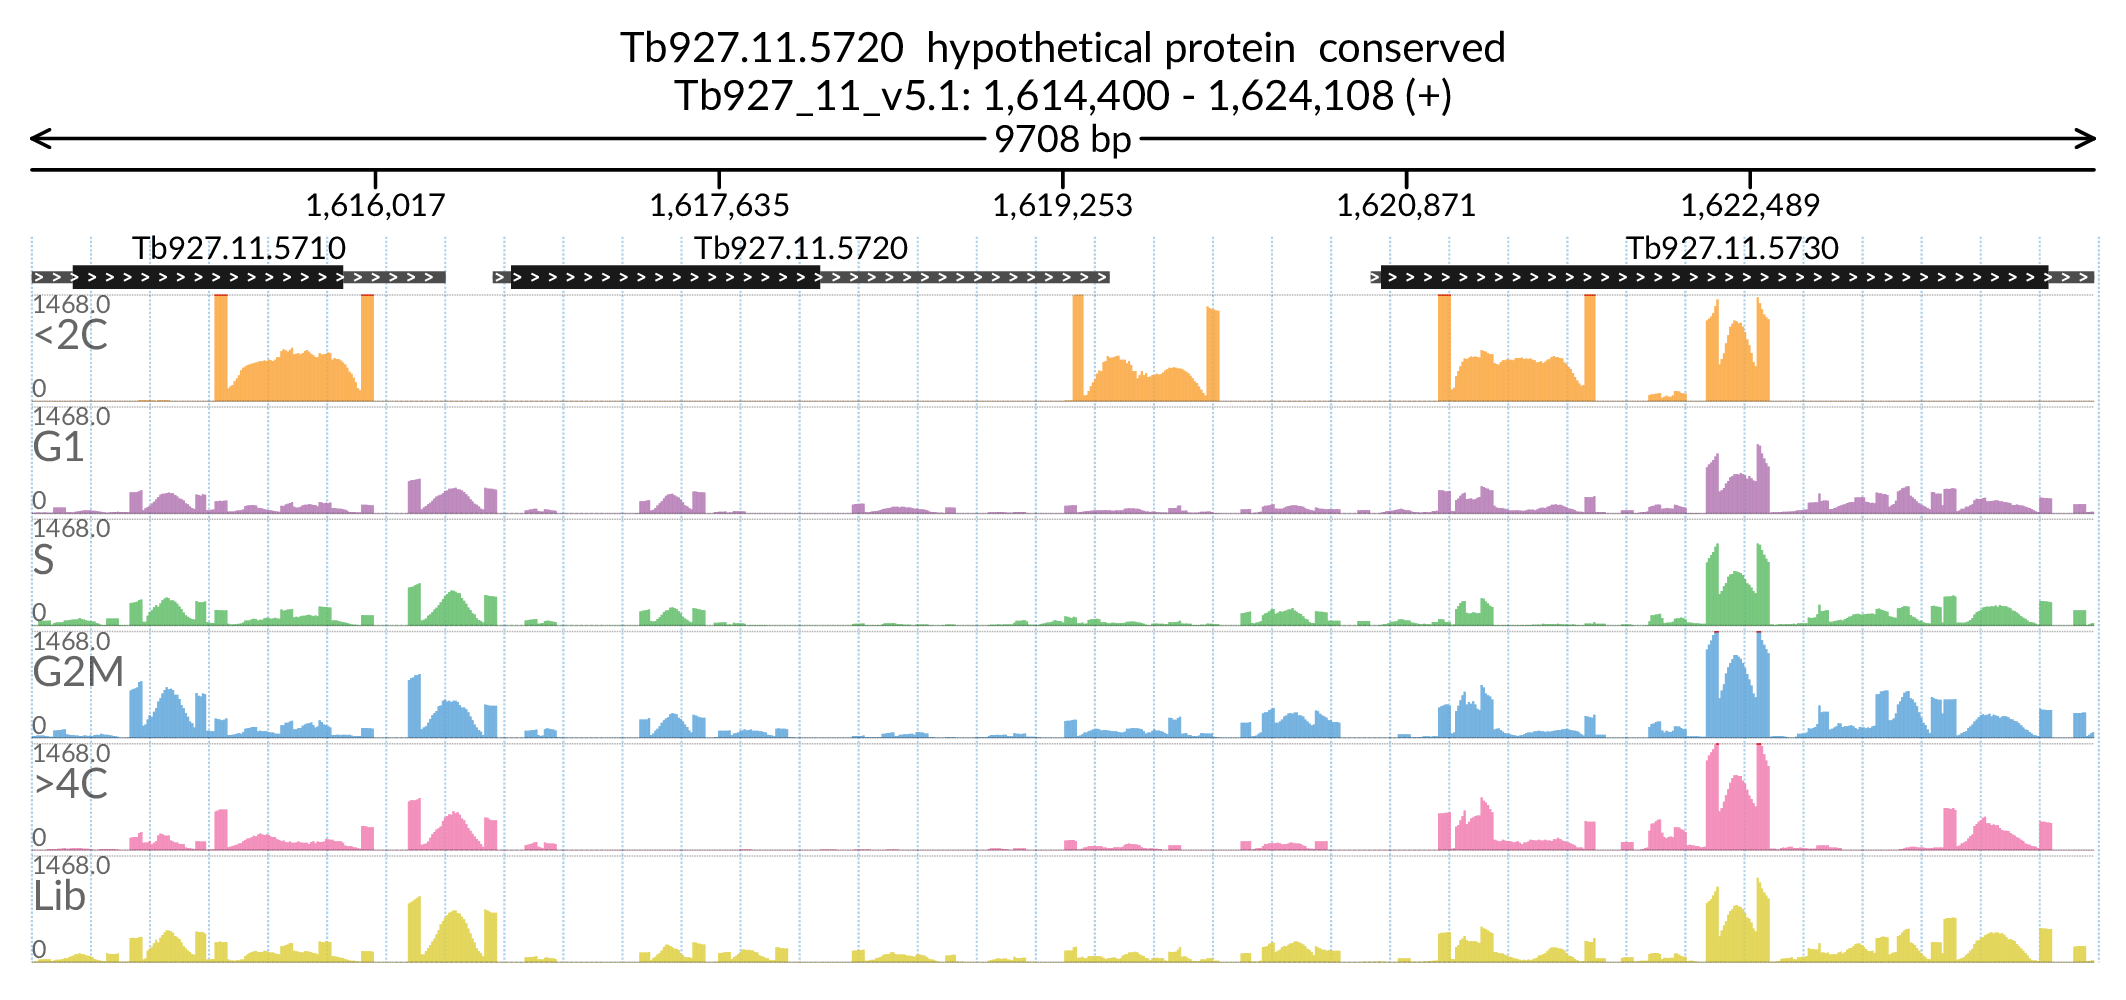 Tb927.11.5720 hypothetical protein conserved
Tb927_11_v5.1: 1,614,400 - 1,624,108 (+)
9708 bp
1,616,017 1,617,635 1,619,253 1,620,871 1,622,489
Tb927.11.5710 Tb927.11.5720 Tb927.11.5730
1468.0
<2C
0
1468.0
G1
0
1468.0
S
0
1468.0
G2M
0
1468.0
>4C
0
1468.0
Lib
0